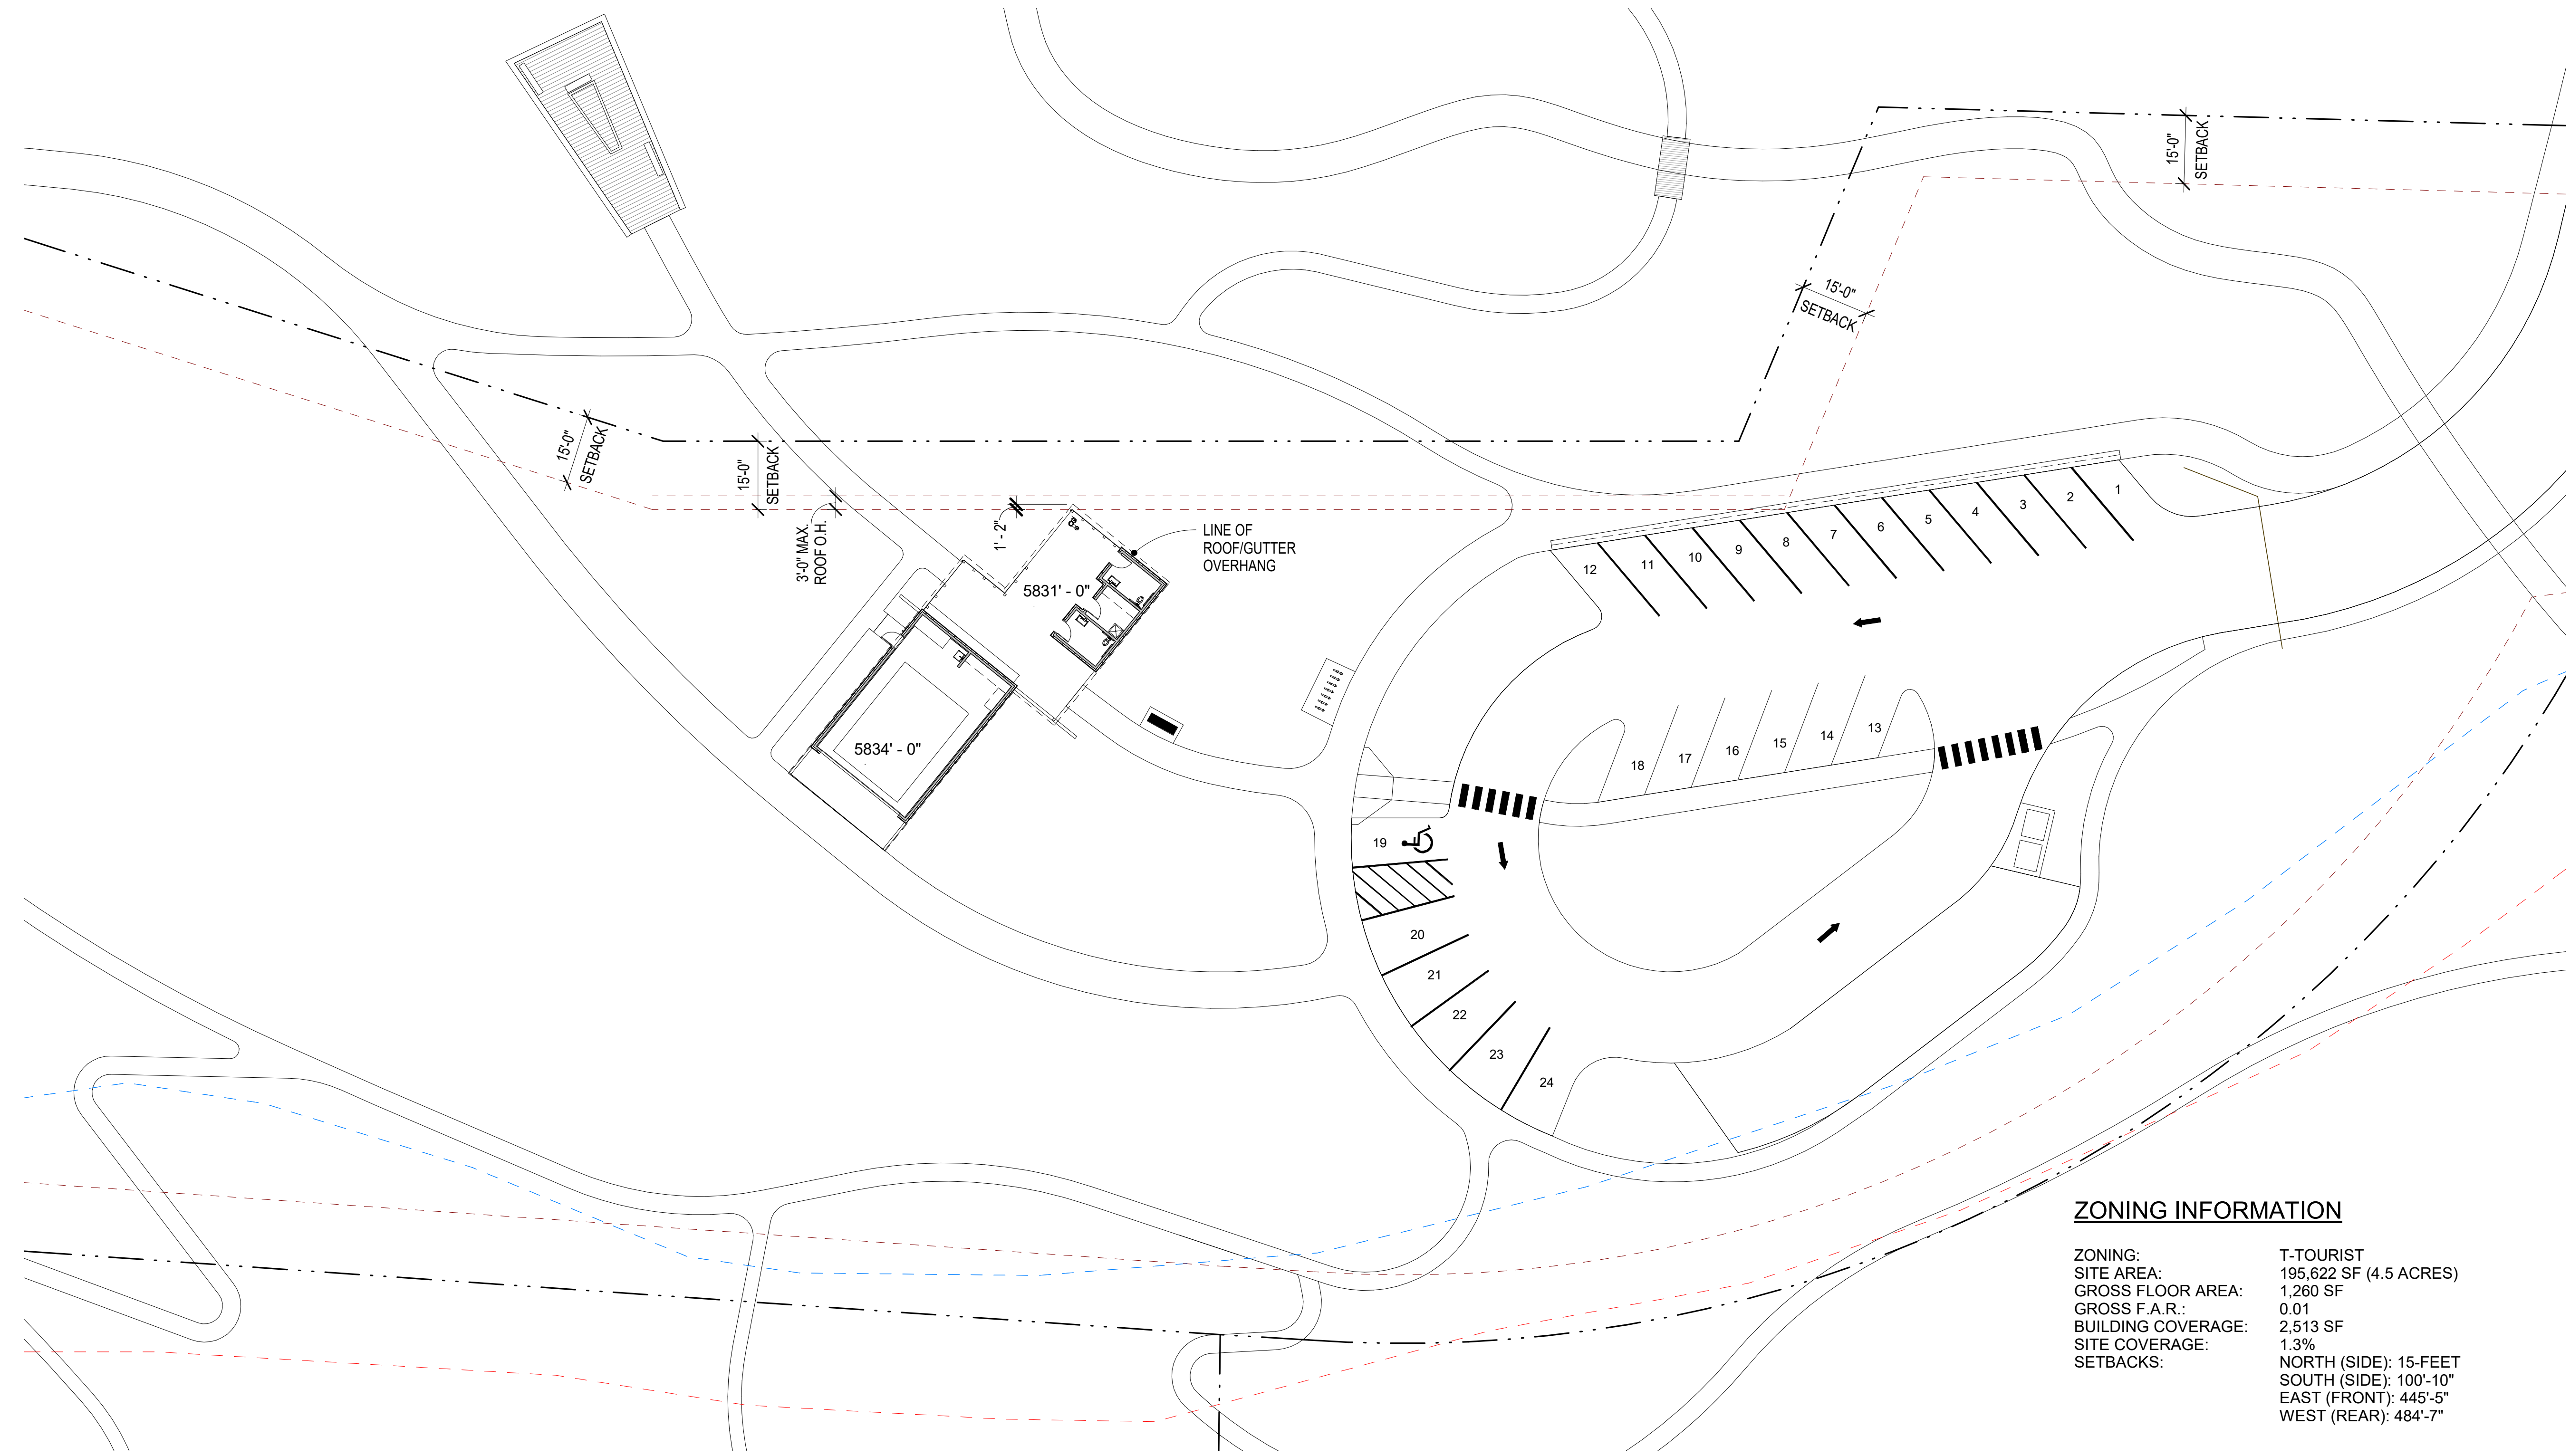 15'-0"
SETBACK
15'-0"
SETBACK
15'-0"
SETBACK
15'-0"
SETBACK
3'-0" MAX.
ROOF O.H.
1' - 2"
LINE OF
ROOF/GUTTER
OVERHANG
5831' - 0"
5834' - 0"
1
2
3
4
5
6
7
8
9
10
11
12
13
14
15
16
17
18
19
20
21
22
23
24
ZONING INFORMATION
ZONING: T-TOURIST
SITE AREA: 195,622 SF (4.5 ACRES)
GROSS FLOOR AREA: 1,260 SF
GROSS F.A.R.: 0.01
BUILDING COVERAGE: 2,513 SF
SITE COVERAGE: 1.3%
SETBACKS: NORTH (SIDE): 15-FEET
SOUTH (SIDE): 100'-10"
EAST (FRONT): 445'-5"
WEST (REAR): 484'-7"